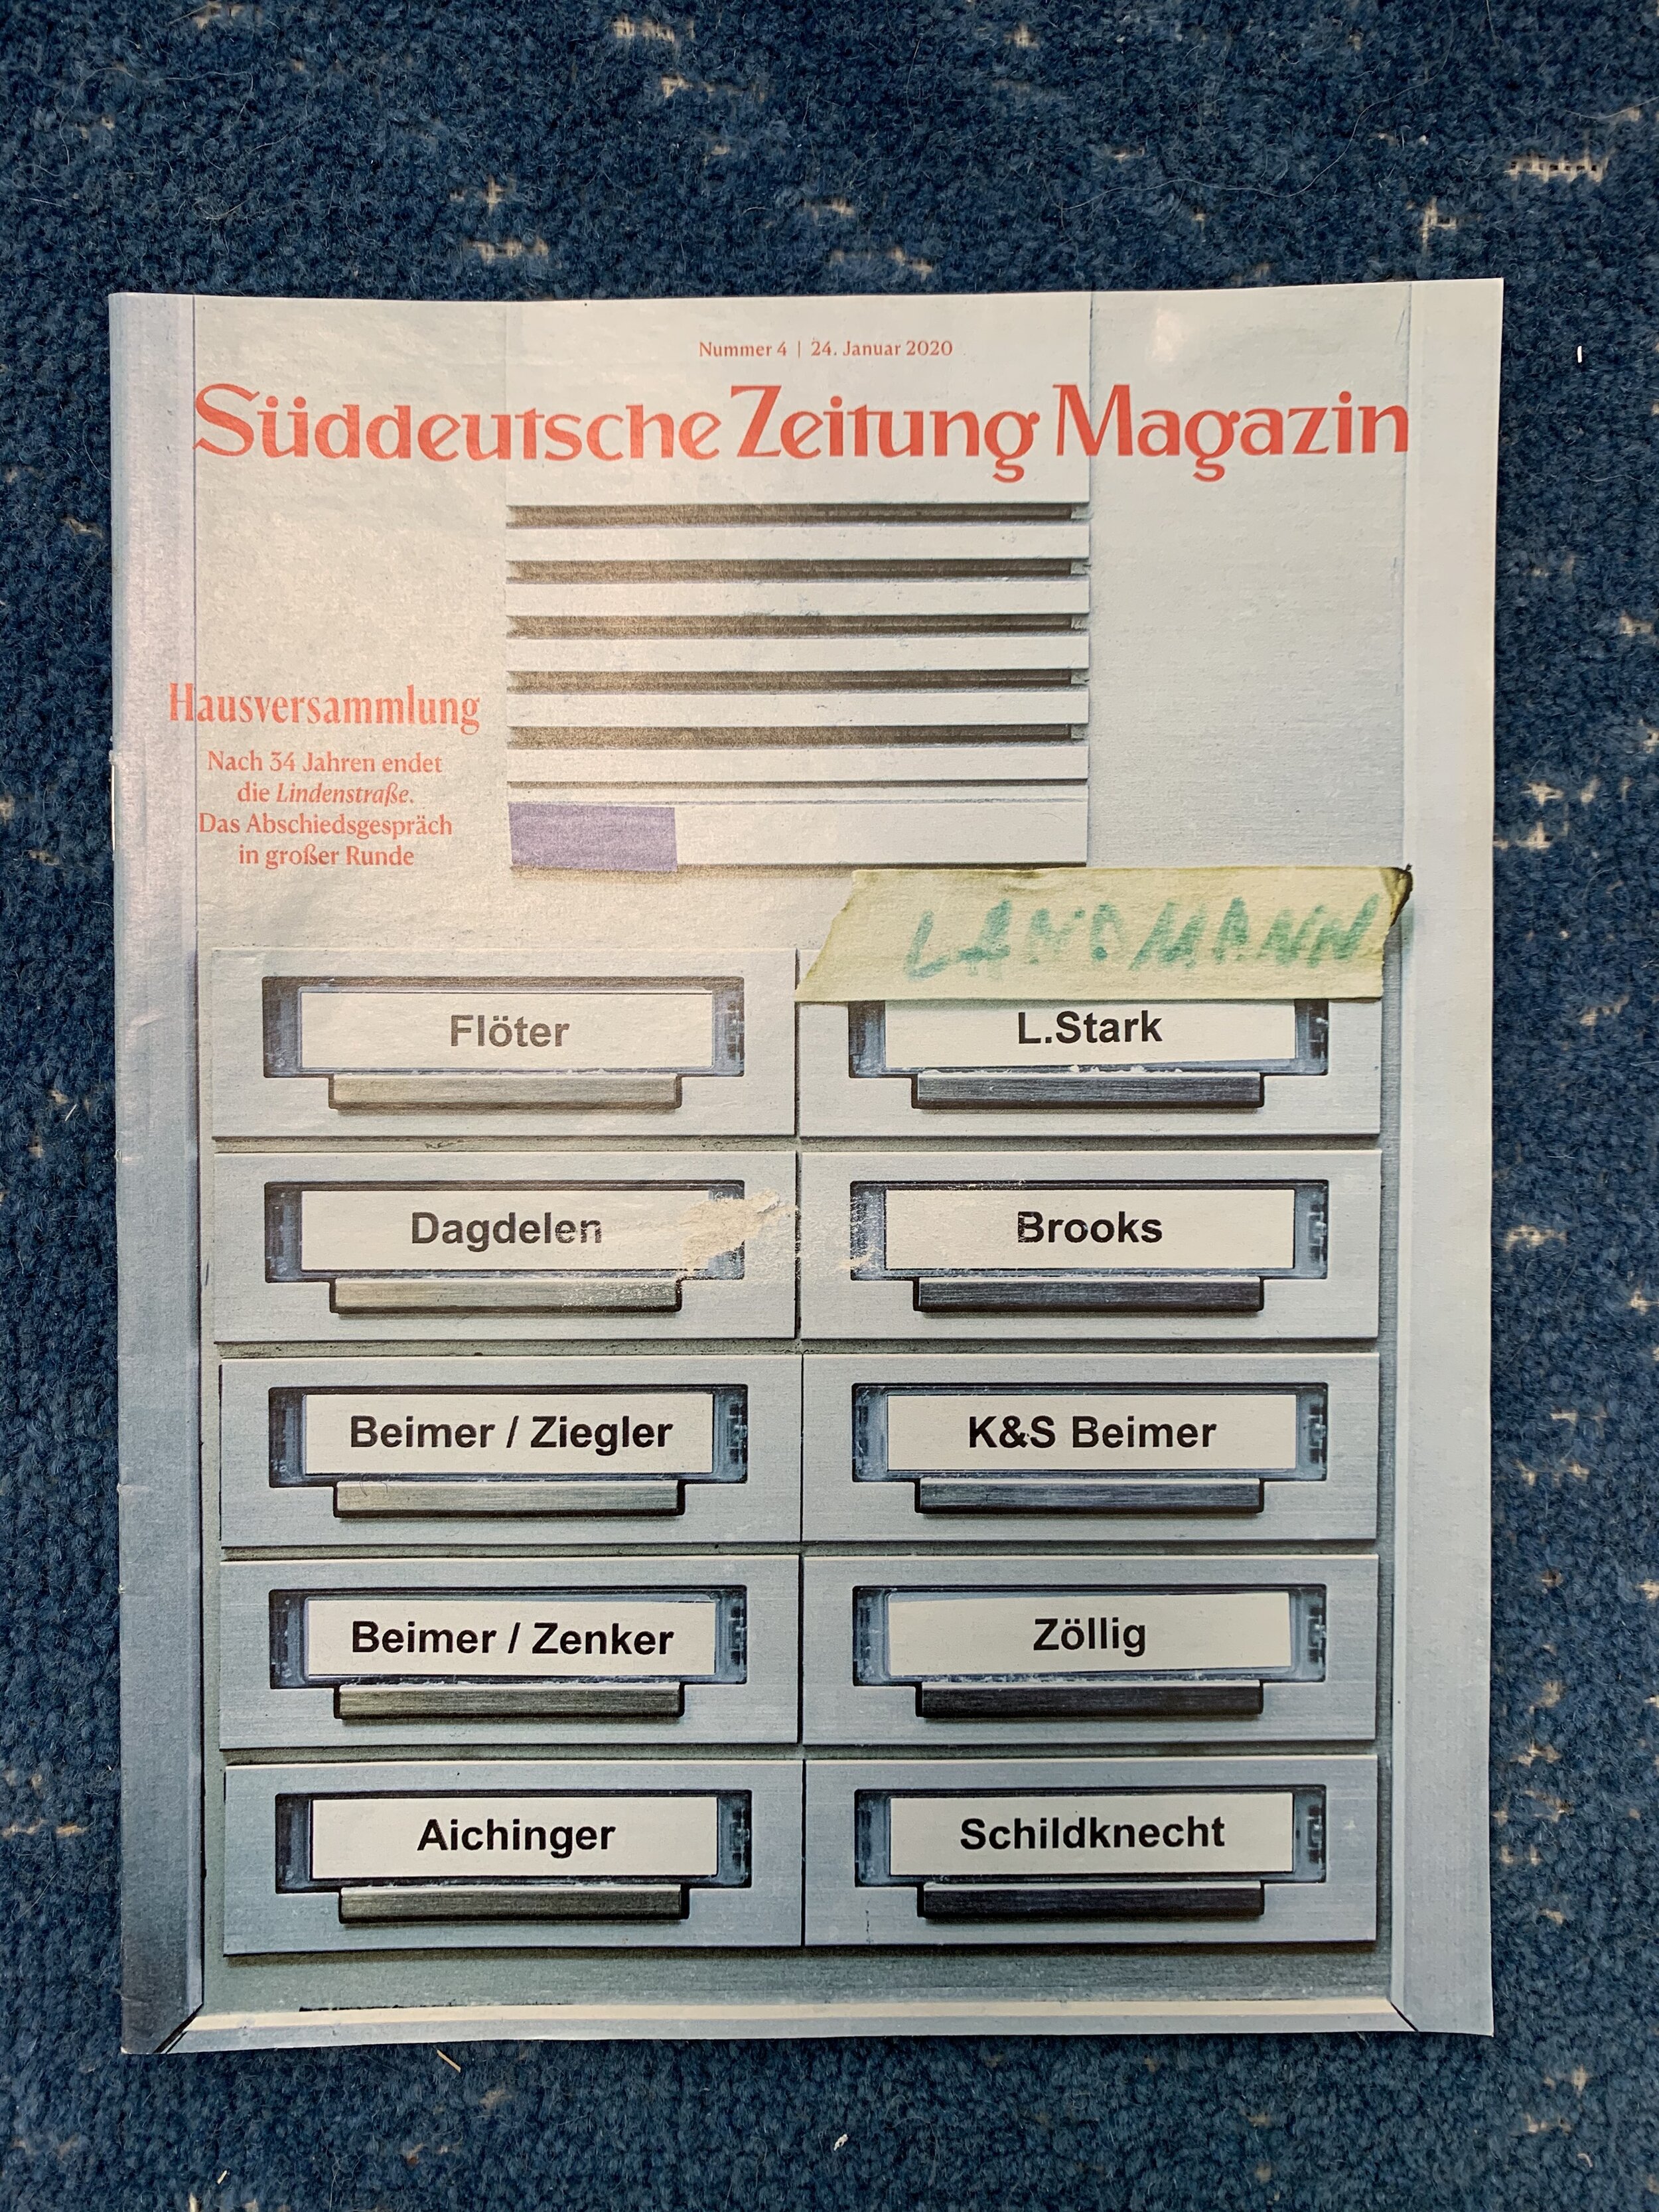 Nummer 4 | 24. Januar 2020
Süddeutsche Zeitung Magazin
Hausversammlung
Nach 34 Jahren endet
die Lindenstraße.
Das Abschiedsgespräch
in großer Runde
LANDMANN
Flöter
L.Stark
Dagdelen
Brooks
Beimer / Ziegler
K&S Beimer
Beimer / Zenker
Zöllig
Aichinger
Schildknecht